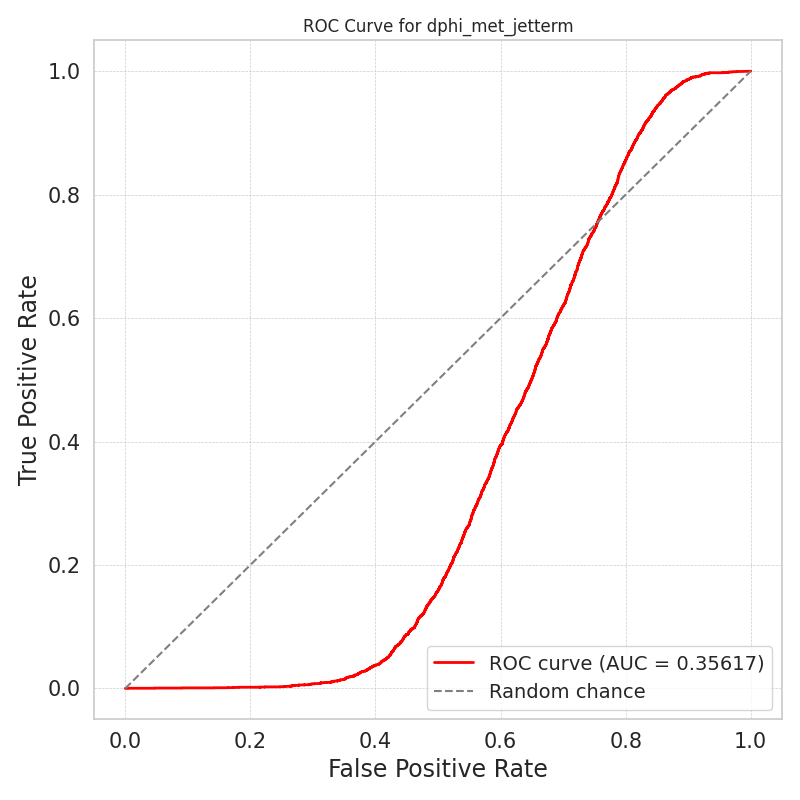 ROC Curve for dphi_met_jetterm
True Positive Rate
1.0
0.8
0.6
0.4
0.2
0.0
ROC curve (AUC = 0.35617)
Random chance
0.0 0.2 0.4 0.6 0.8 1.0
False Positive Rate